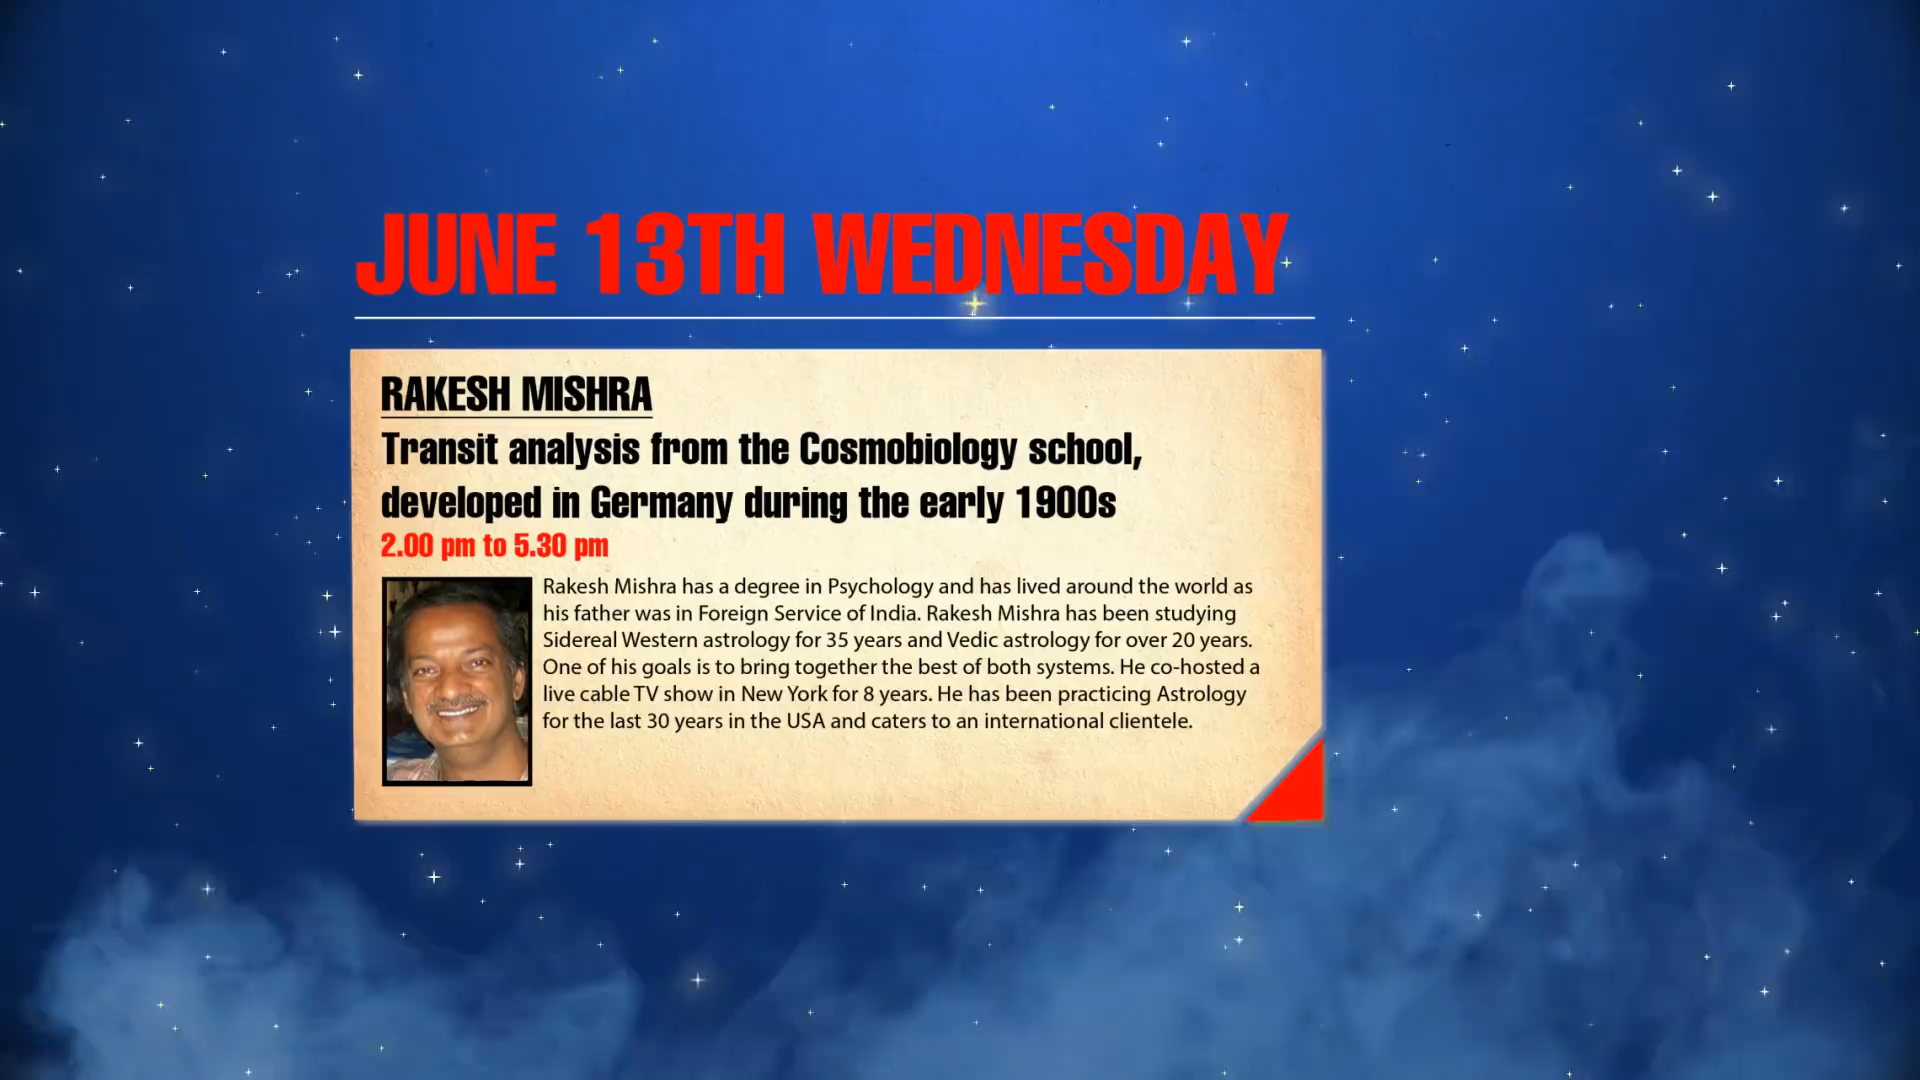 JUNE 13TH WEDNESDAY
RAKESH MISHRA
Transit analysis from the Cosmobiology school,
developed in Germany during the early 1900s
2.00 pm to 5.30 pm
Rakesh Mishra has a degree in Psychology and has lived around the world as
his father was in Foreign Service of India. Rakesh Mishra has been studying
Sidereal Western astrology for 35 years and Vedic astrology for over 20 years.
One of his goals is to bring together the best of both systems. He co-hosted a
live cable TV show in New York for 8 years. He has been practicing Astrology
for the last 30 years in the USA and caters to an international clientele.